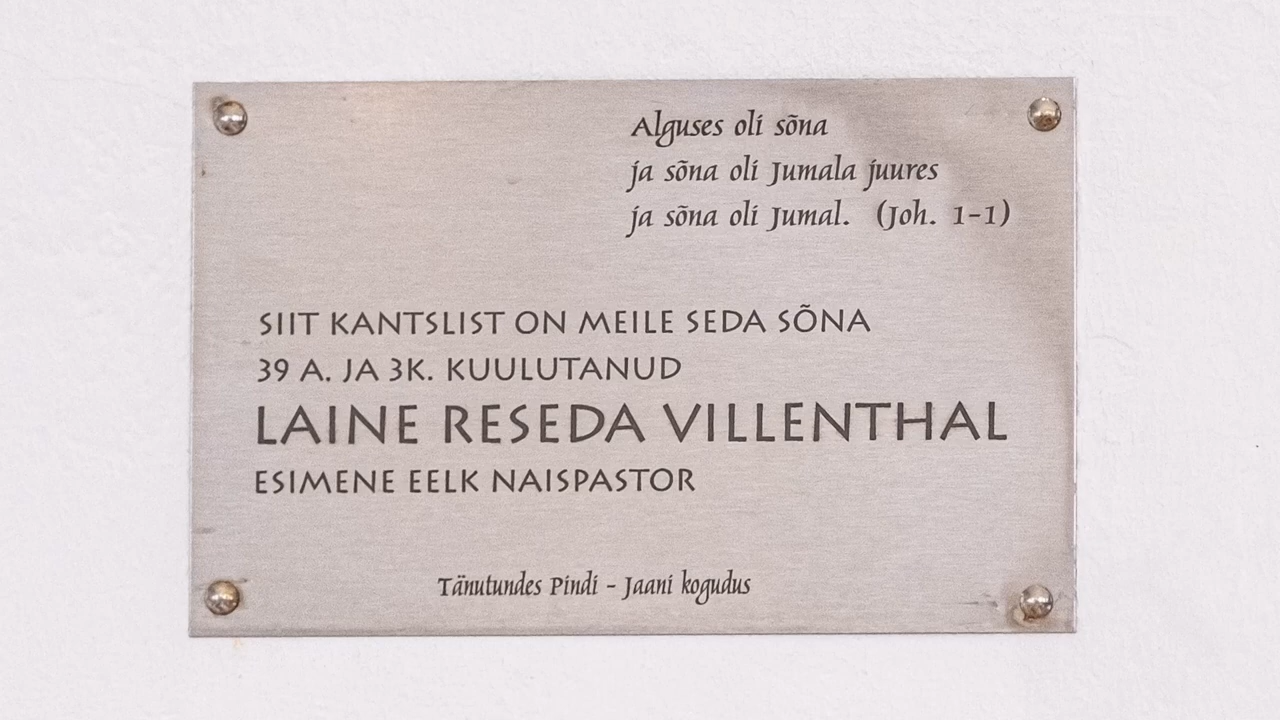 Alguses oli sõna
ja sõna oli Jumala juures
ja sõna oli Jumal. (Joh. 1-1)
SIIT KANTSLIST ON MEILE SEDA SÕNA
39 A. JA 3K. KUULUTANUD
LAINE RESEDA VILLENTHAL
ESIMENE EELK NAISPASTOR
Tänutundes Pindi - Jaani kogudus